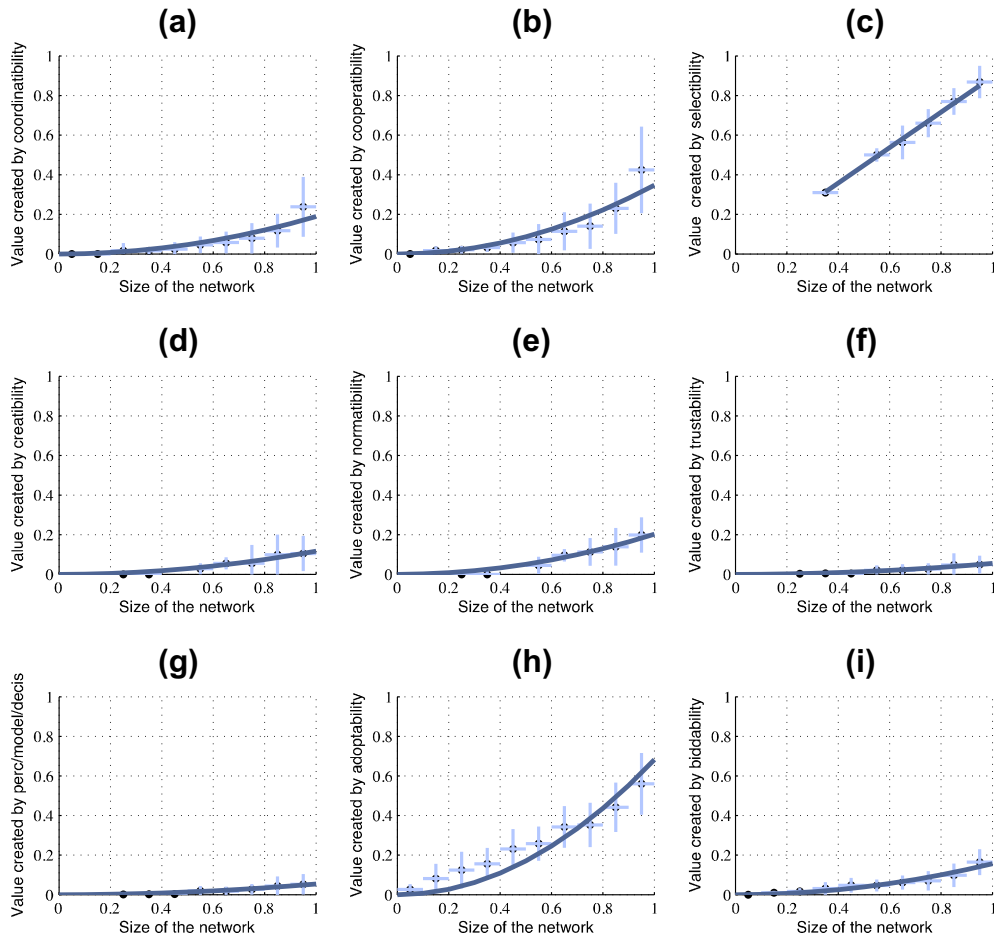 (a) (b) (c)
Value created by coordinatibility
1
0.8
0.6
0.4
0.2
0
0 0.2 0.4 0.6 0.8 1
Size of the network
Value created by cooperatibility
1
0.8
0.6
0.4
0.2
0
0 0.2 0.4 0.6 0.8 1
Size of the network
Value created by selectibility
1
0.8
0.6
0.4
0.2
0
0 0.2 0.4 0.6 0.8 1
Size of the network
(d) (e) (f)
Value created by creatibility
1
0.8
0.6
0.4
0.2
0
0 0.2 0.4 0.6 0.8 1
Size of the network
Value created by normatibility
1
0.8
0.6
0.4
0.2
0
0 0.2 0.4 0.6 0.8 1
Size of the network
Value created by trustability
1
0.8
0.6
0.4
0.2
0
0 0.2 0.4 0.6 0.8 1
Size of the network
(g) (h) (i)
Value created by perc/model/decis
1
0.8
0.6
0.4
0.2
0
0 0.2 0.4 0.6 0.8 1
Size of the network
Value created by adoptability
1
0.8
0.6
0.4
0.2
0
0 0.2 0.4 0.6 0.8 1
Size of the network
Value created by biddability
1
0.8
0.6
0.4
0.2
0
0 0.2 0.4 0.6 0.8 1
Size of the network